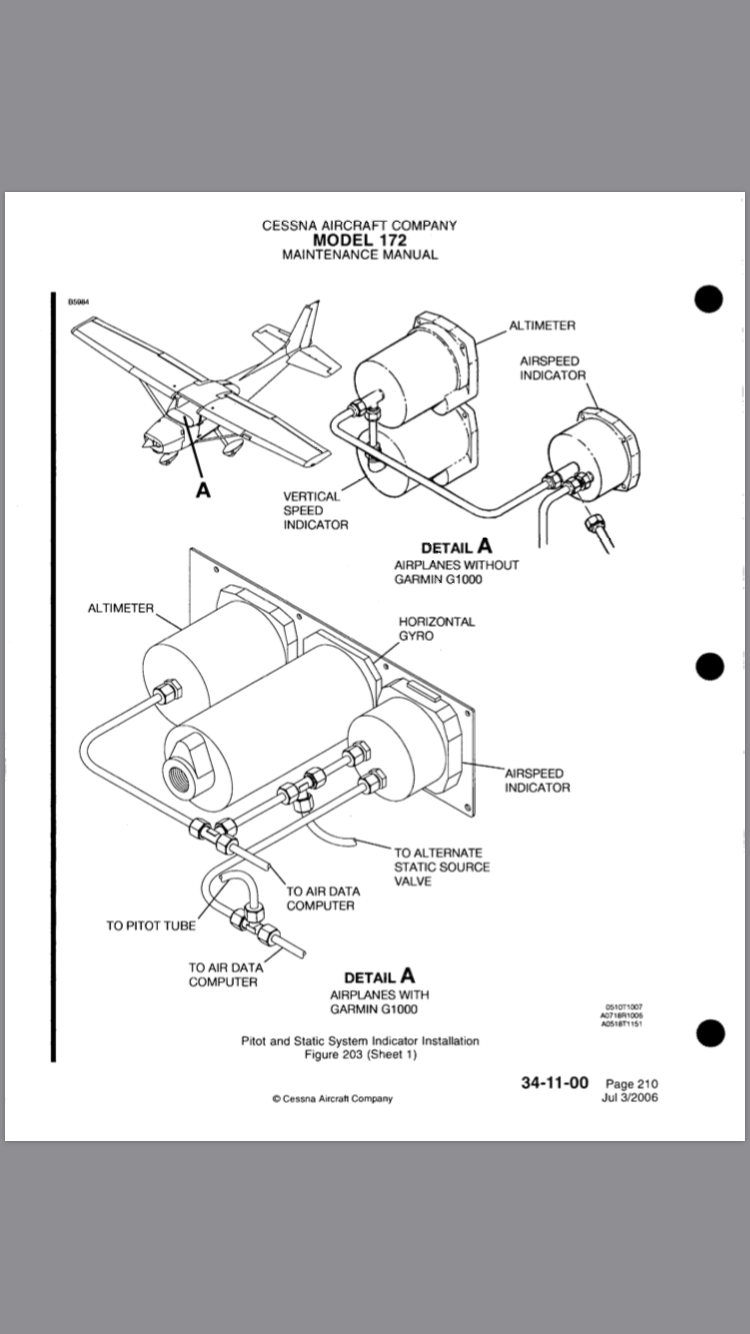 CESSNA AIRCRAFT COMPANY
MODEL 172
MAINTENANCE MANUAL
B5984
ALTIMETER
AIRSPEED
INDICATOR
A
VERTICAL
SPEED
INDICATOR
DETAIL A
AIRPLANES WITHOUT
GARMIN G1000
ALTIMETER
HORIZONTAL
GYRO
AIRSPEED
INDICATOR
TO ALTERNATE
STATIC SOURCE
VALVE
TO AIR DATA
COMPUTER
TO PITOT TUBE
TO AIR DATA
COMPUTER
DETAIL A
AIRPLANES WITH
GARMIN G1000
0510T1007
A0718R1006
A0518T1151
Pitot and Static System Indicator Installation
Figure 203 (Sheet 1)
34-11-00 Page 210
Jul 3/2006
© Cessna Aircraft Company